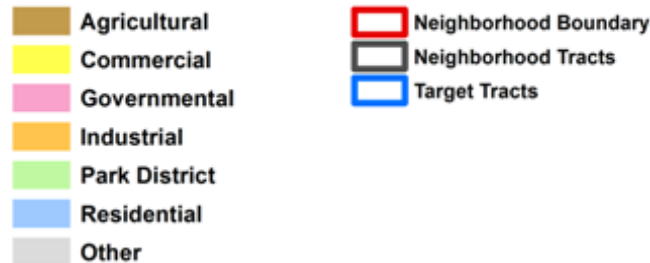 Agricultural
Commercial
Governmental
Industrial
Park District
Residential
Other
Neighborhood Boundary
Neighborhood Tracts
Target Tracts